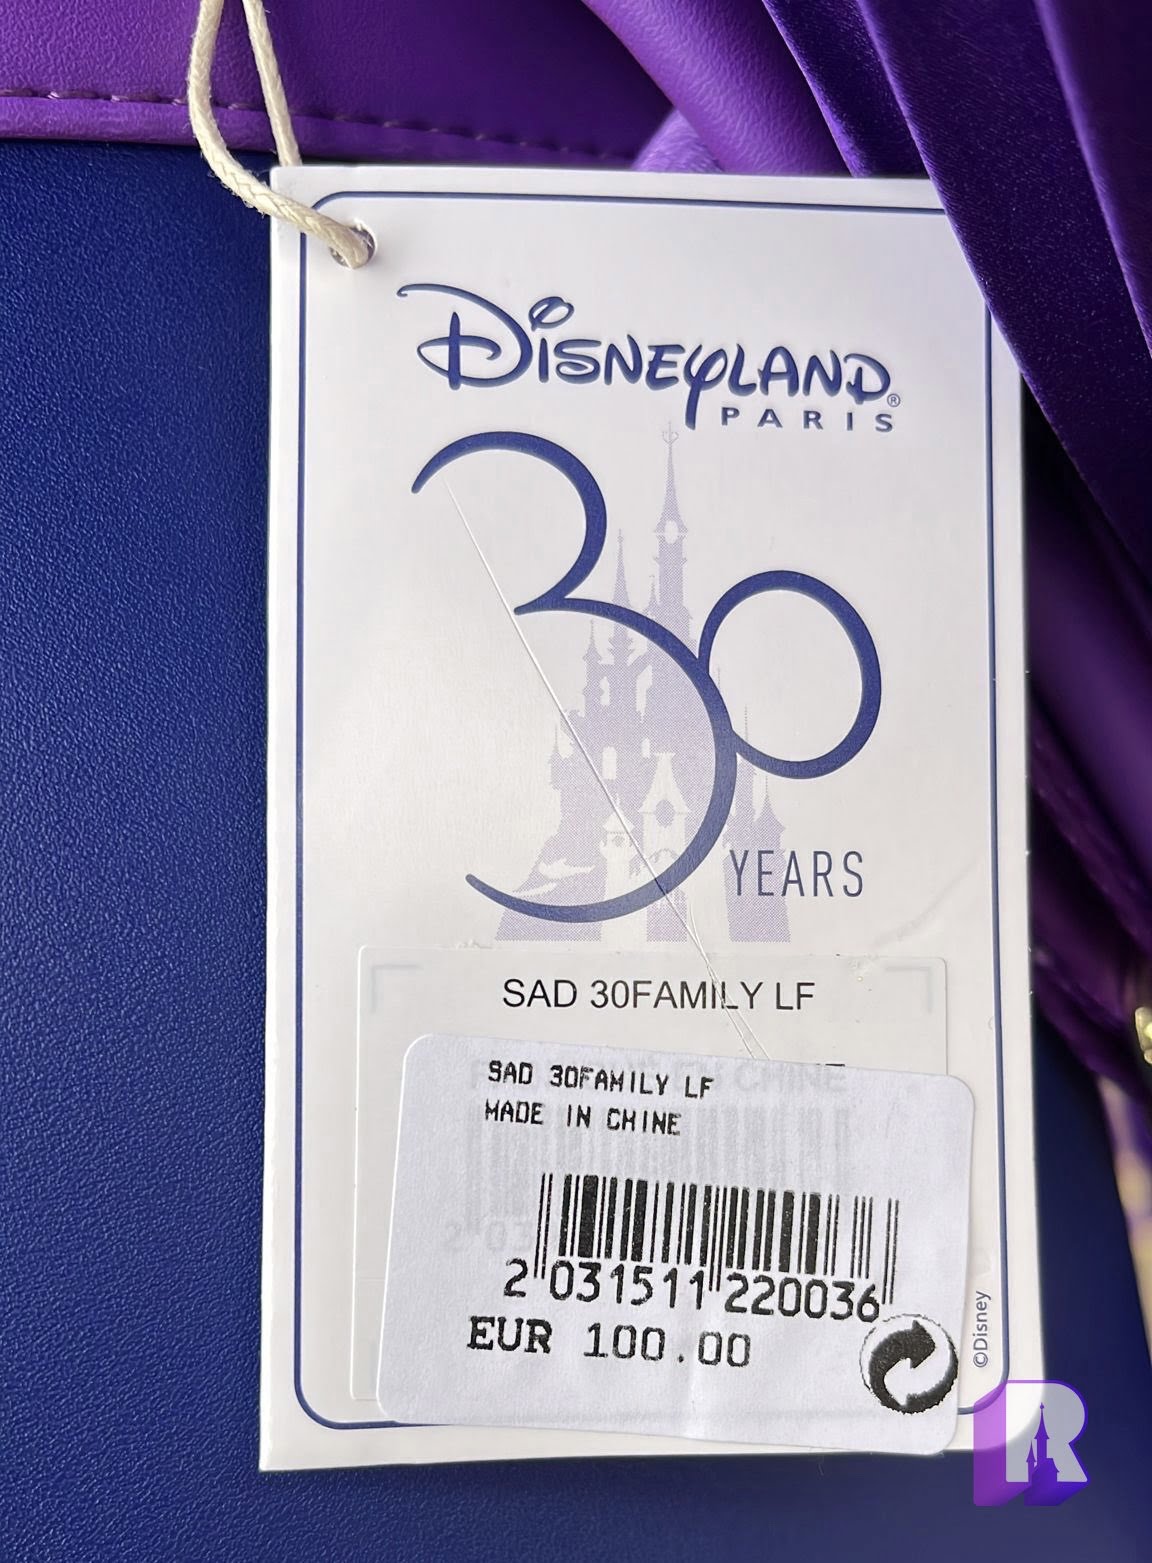 DISNEYLAND®
PARIS
30
YEARS
SAD 30FAMILY LF
CHINE
SAD 30FAMILY LF
MADE IN CHINE
2 031511 220036
EUR 100.00
©Disney
R